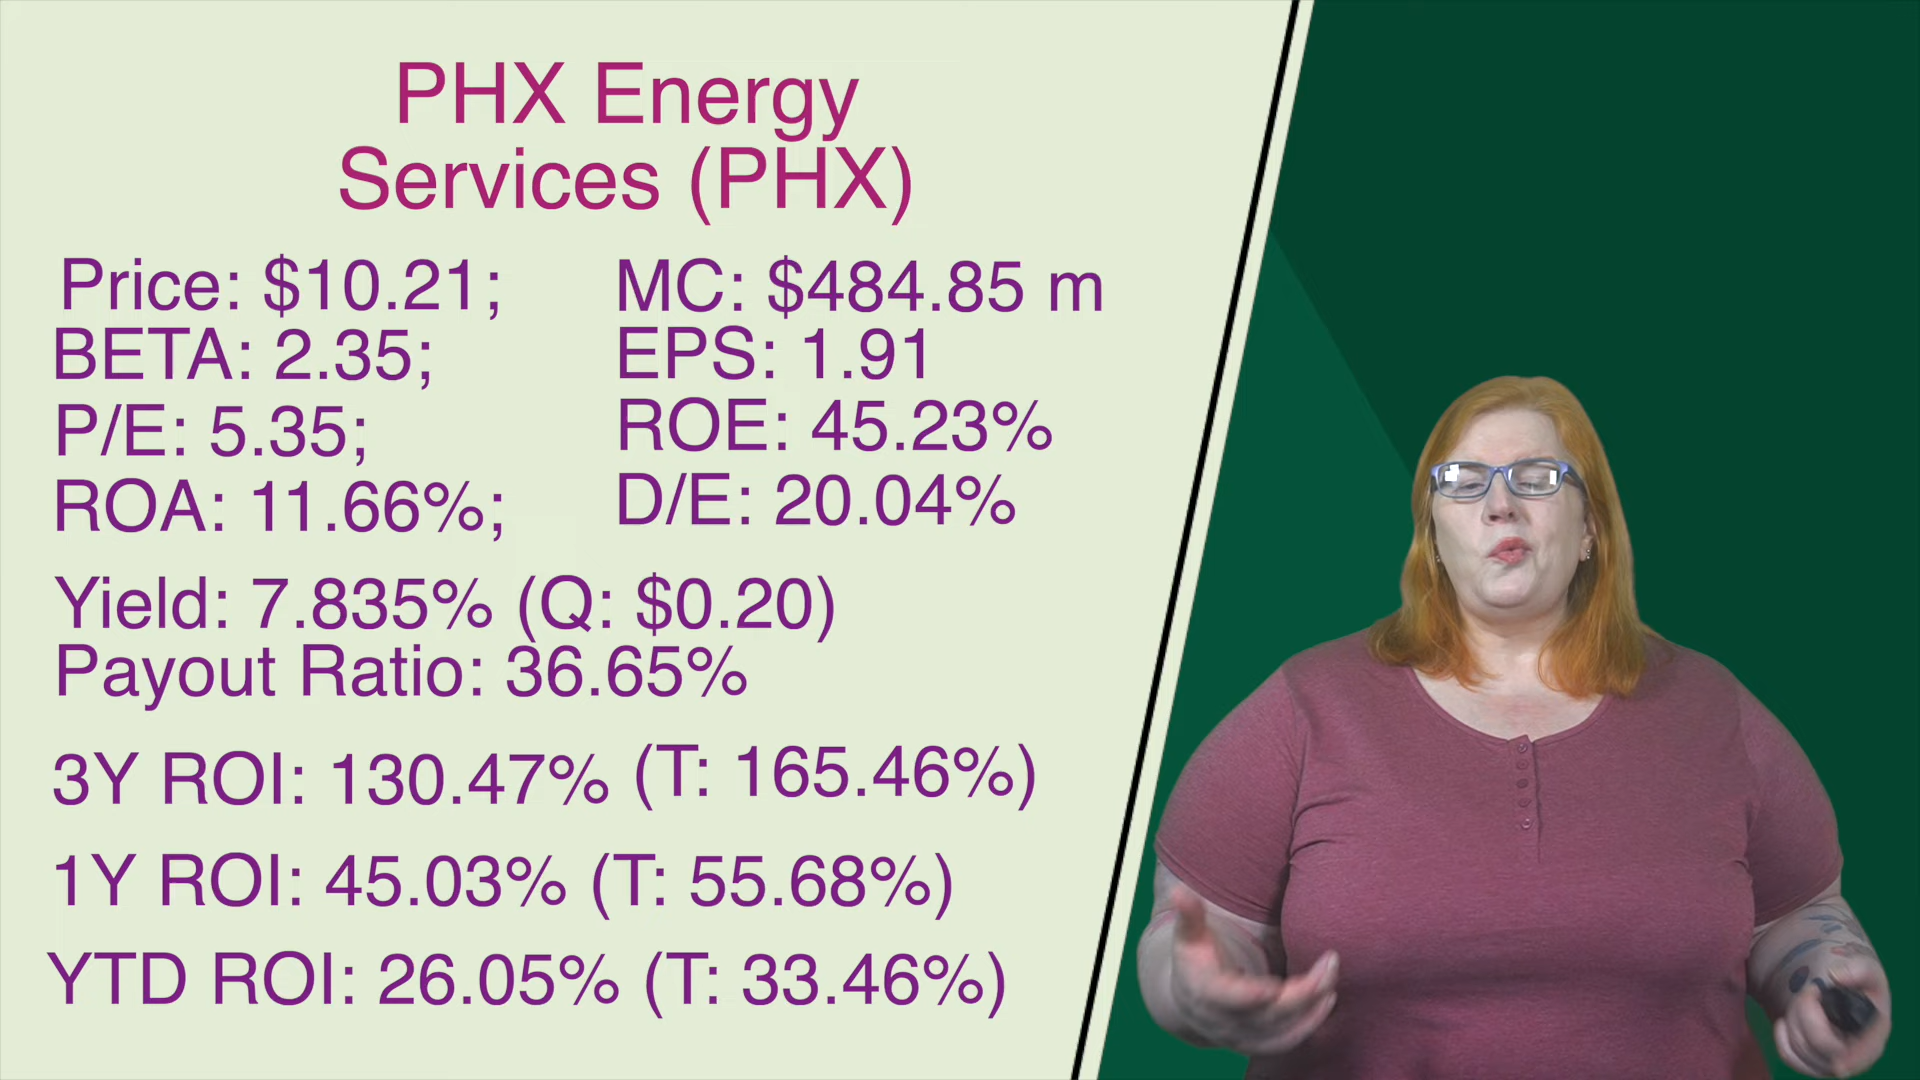 PHX Energy
Services (PHX)
Price: $10.21; MC: $484.85 m
BETA: 2.35; EPS: 1.91
P/E: 5.35; ROE: 45.23%
ROA: 11.66%; D/E: 20.04%
Yield: 7.835% (Q: $0.20)
Payout Ratio: 36.65%
3Y ROI: 130.47% (T: 165.46%)
1Y ROI: 45.03% (T: 55.68%)
YTD ROI: 26.05% (T: 33.46%)